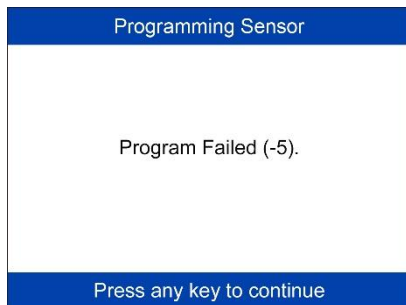 Programming Sensor
Program Failed (-5).
Press any key to continue